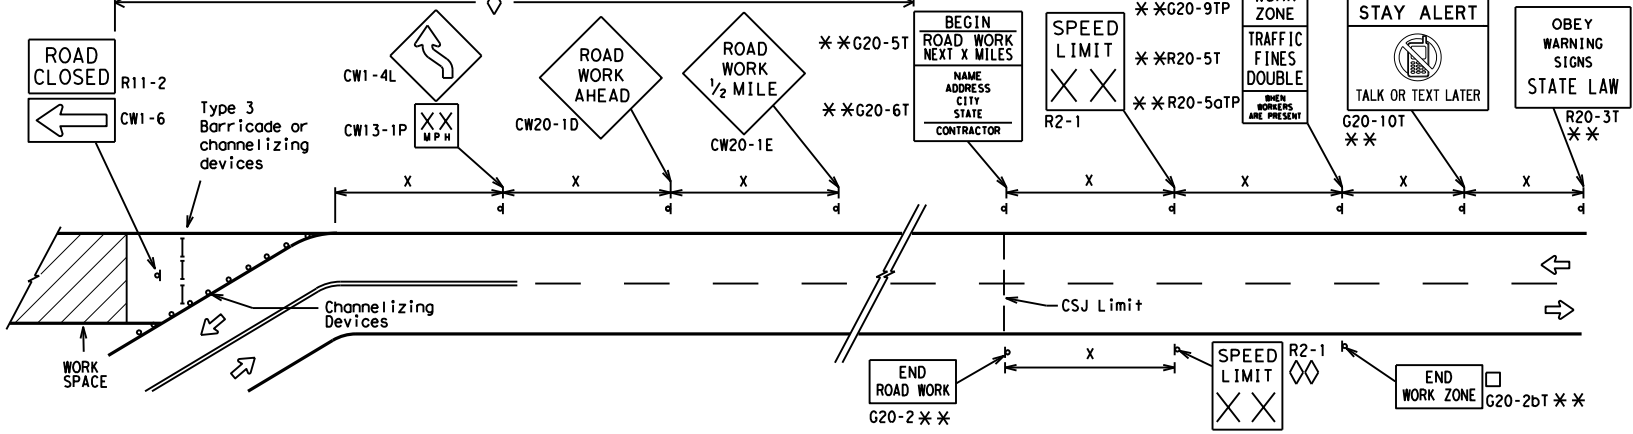 ROAD
CLOSED
R11-2
CW1-6
Type 3
Barricade or
channelizing
devices
CW1-4L
XX
MPH
CW13-1P
ROAD
WORK
AHEAD
CW20-1D
ROAD
WORK
1/2 MILE
CW20-1E
**G20-5T
**G20-6T
BEGIN
ROAD WORK
NEXT X MILES
NAME
ADDRESS
CITY
STATE
CONTRACTOR
SPEED
LIMIT
XX
R2-1
**G20-9TP
**R20-5T
**R20-5aTP
ZONE
TRAFFIC
FINES
DOUBLE
WHEN
WORKERS
ARE PRESENT
STAY ALERT
TALK OR TEXT LATER
G20-10T
**
OBEY
WARNING
SIGNS
STATE LAW
R20-3T
**
X
X
X
X
X
X
X
Channelizing
Devices
CSJ Limit
WORK
SPACE
END
ROAD WORK
G20-2 **
X
SPEED
LIMIT
XX
R2-1
END
WORK ZONE
G20-2bT **